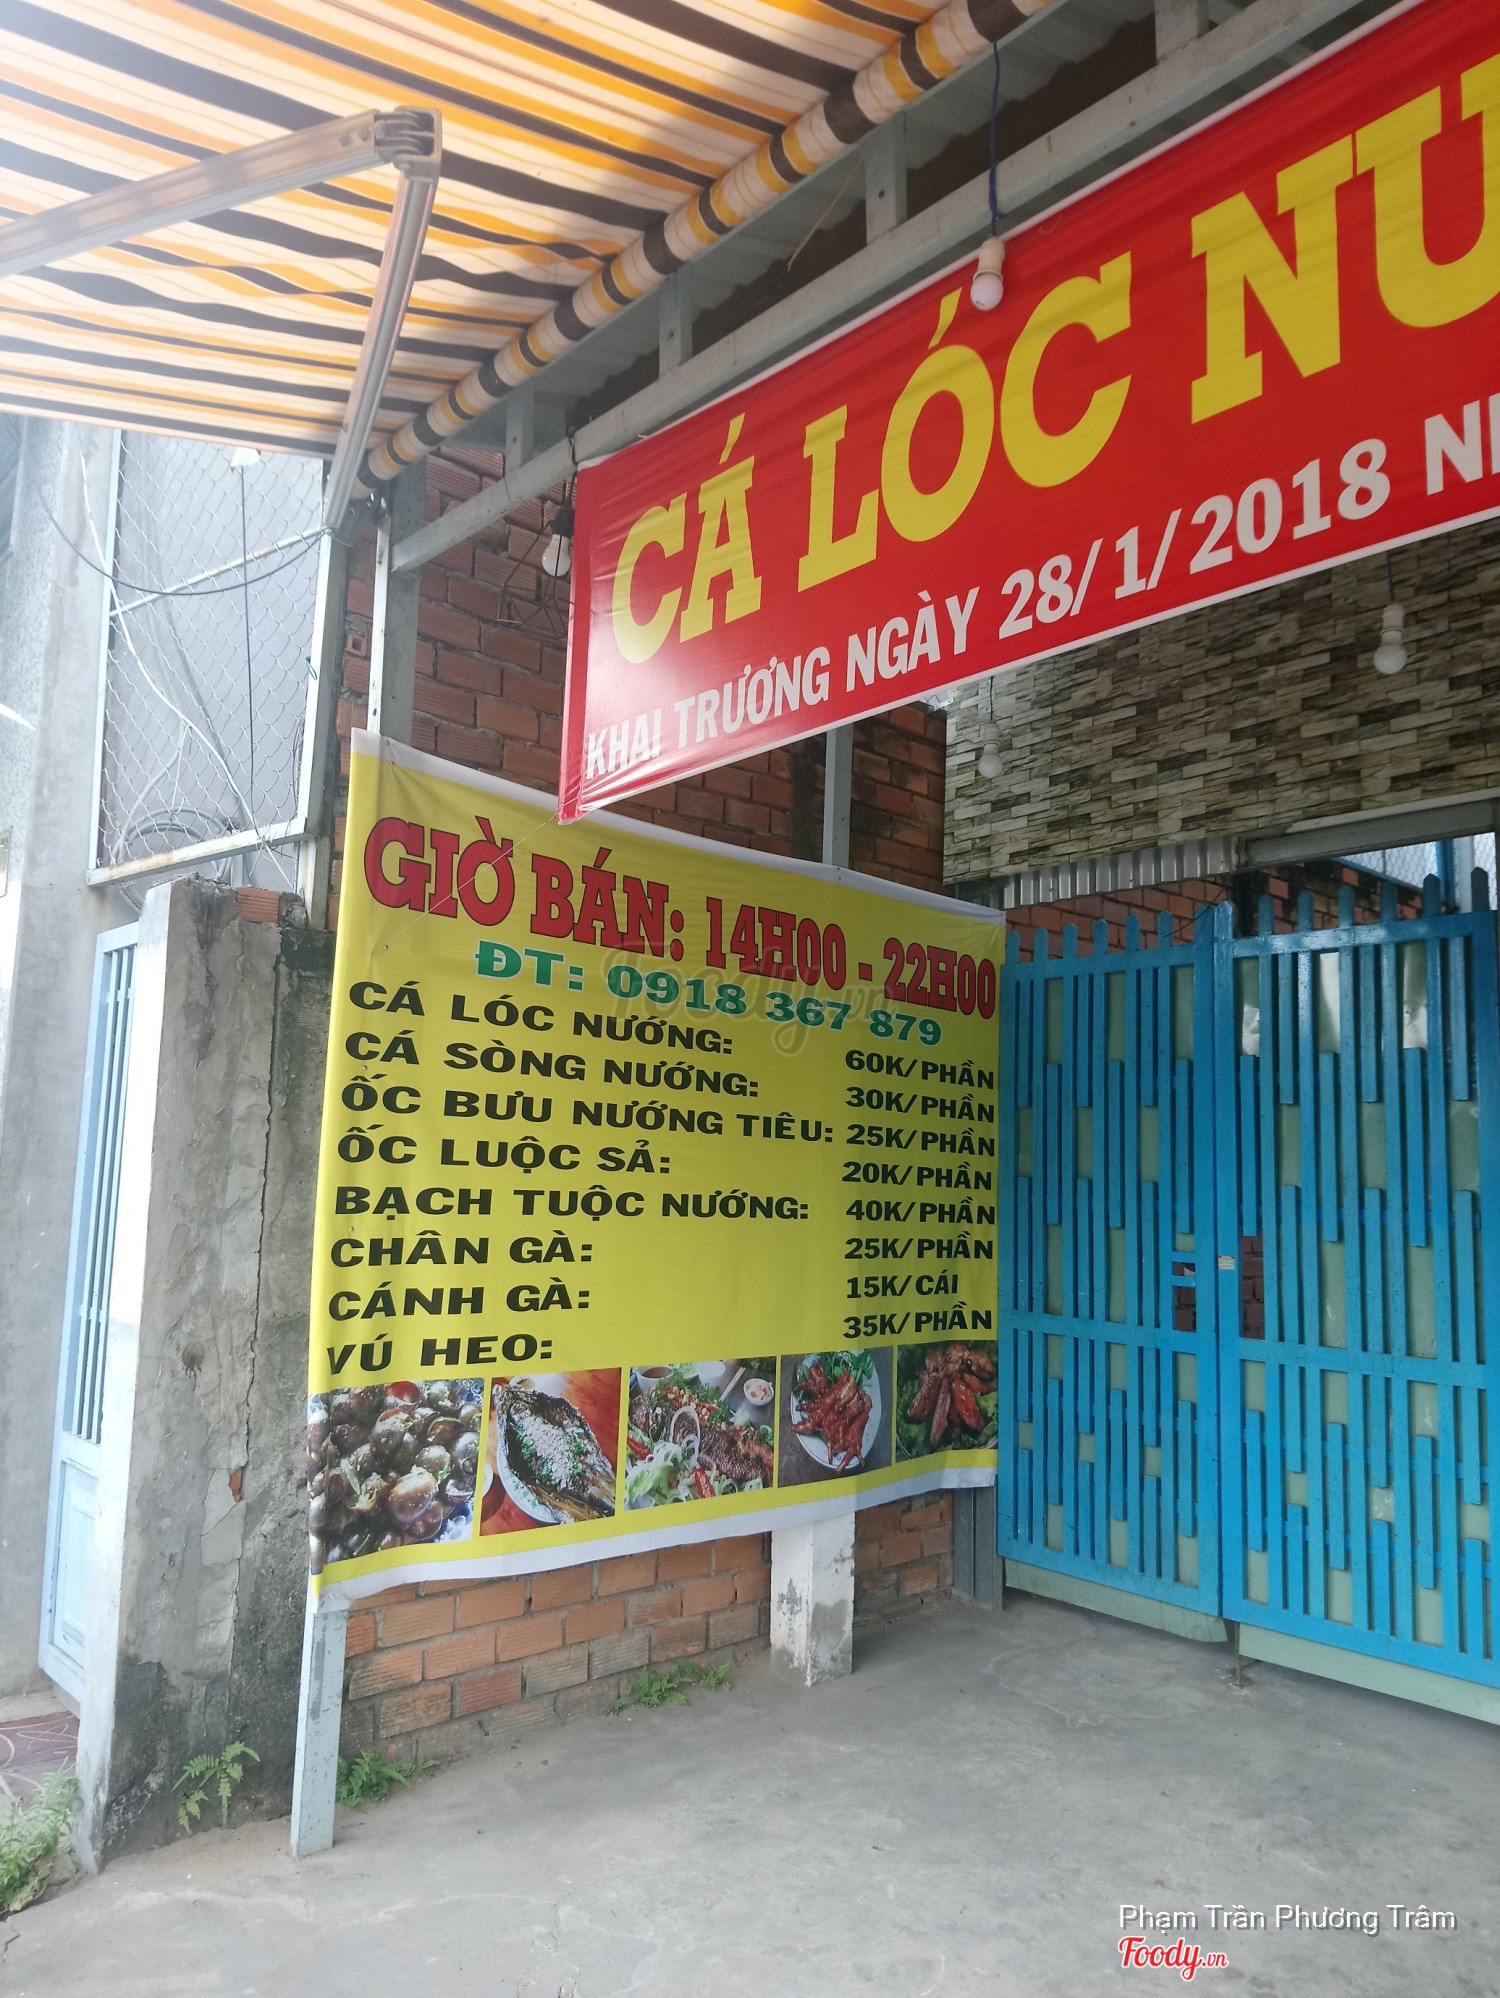 CÁ LÓC NƯ
KHAI TRƯƠNG NGÀY 28/1/2018
GIỜ BÁN: 14H00 - 22H00
ĐT: 0918 367 879
CÁ LÓC NƯỚNG: 60K/PHẦN
CÁ SÒNG NƯỚNG: 30K/PHẦN
ỐC BƯU NƯỚNG TIÊU: 25K/PHẦN
ỐC LUỘC SẢ: 20K/PHẦN
BẠCH TUỘC NƯỚNG: 40K/PHẦN
CHÂN GÀ: 25K/PHẦN
CÁNH GÀ: 15K/CÁI
VÚ HEO: 35K/PHẦN
Foody.vn
Phạm Trần Phương Trâm
Foody.vn